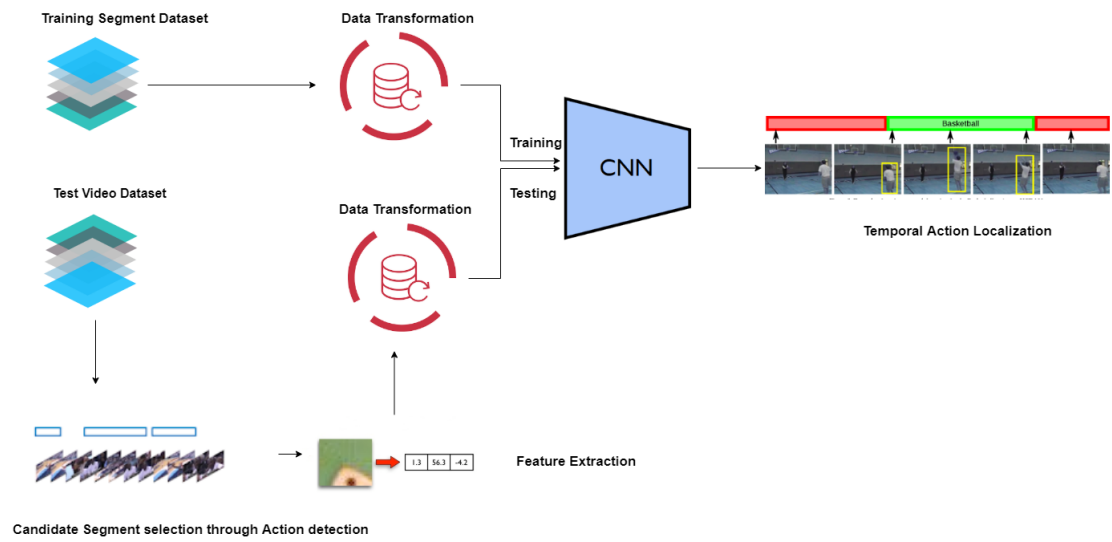 Training Segment Dataset
Data Transformation
Training
CNN
Basketball
Testing
Test Video Dataset
Data Transformation
Temporal Action Localization
1.3 56.3 -4.2
Feature Extraction
Candidate Segment selection through Action detection